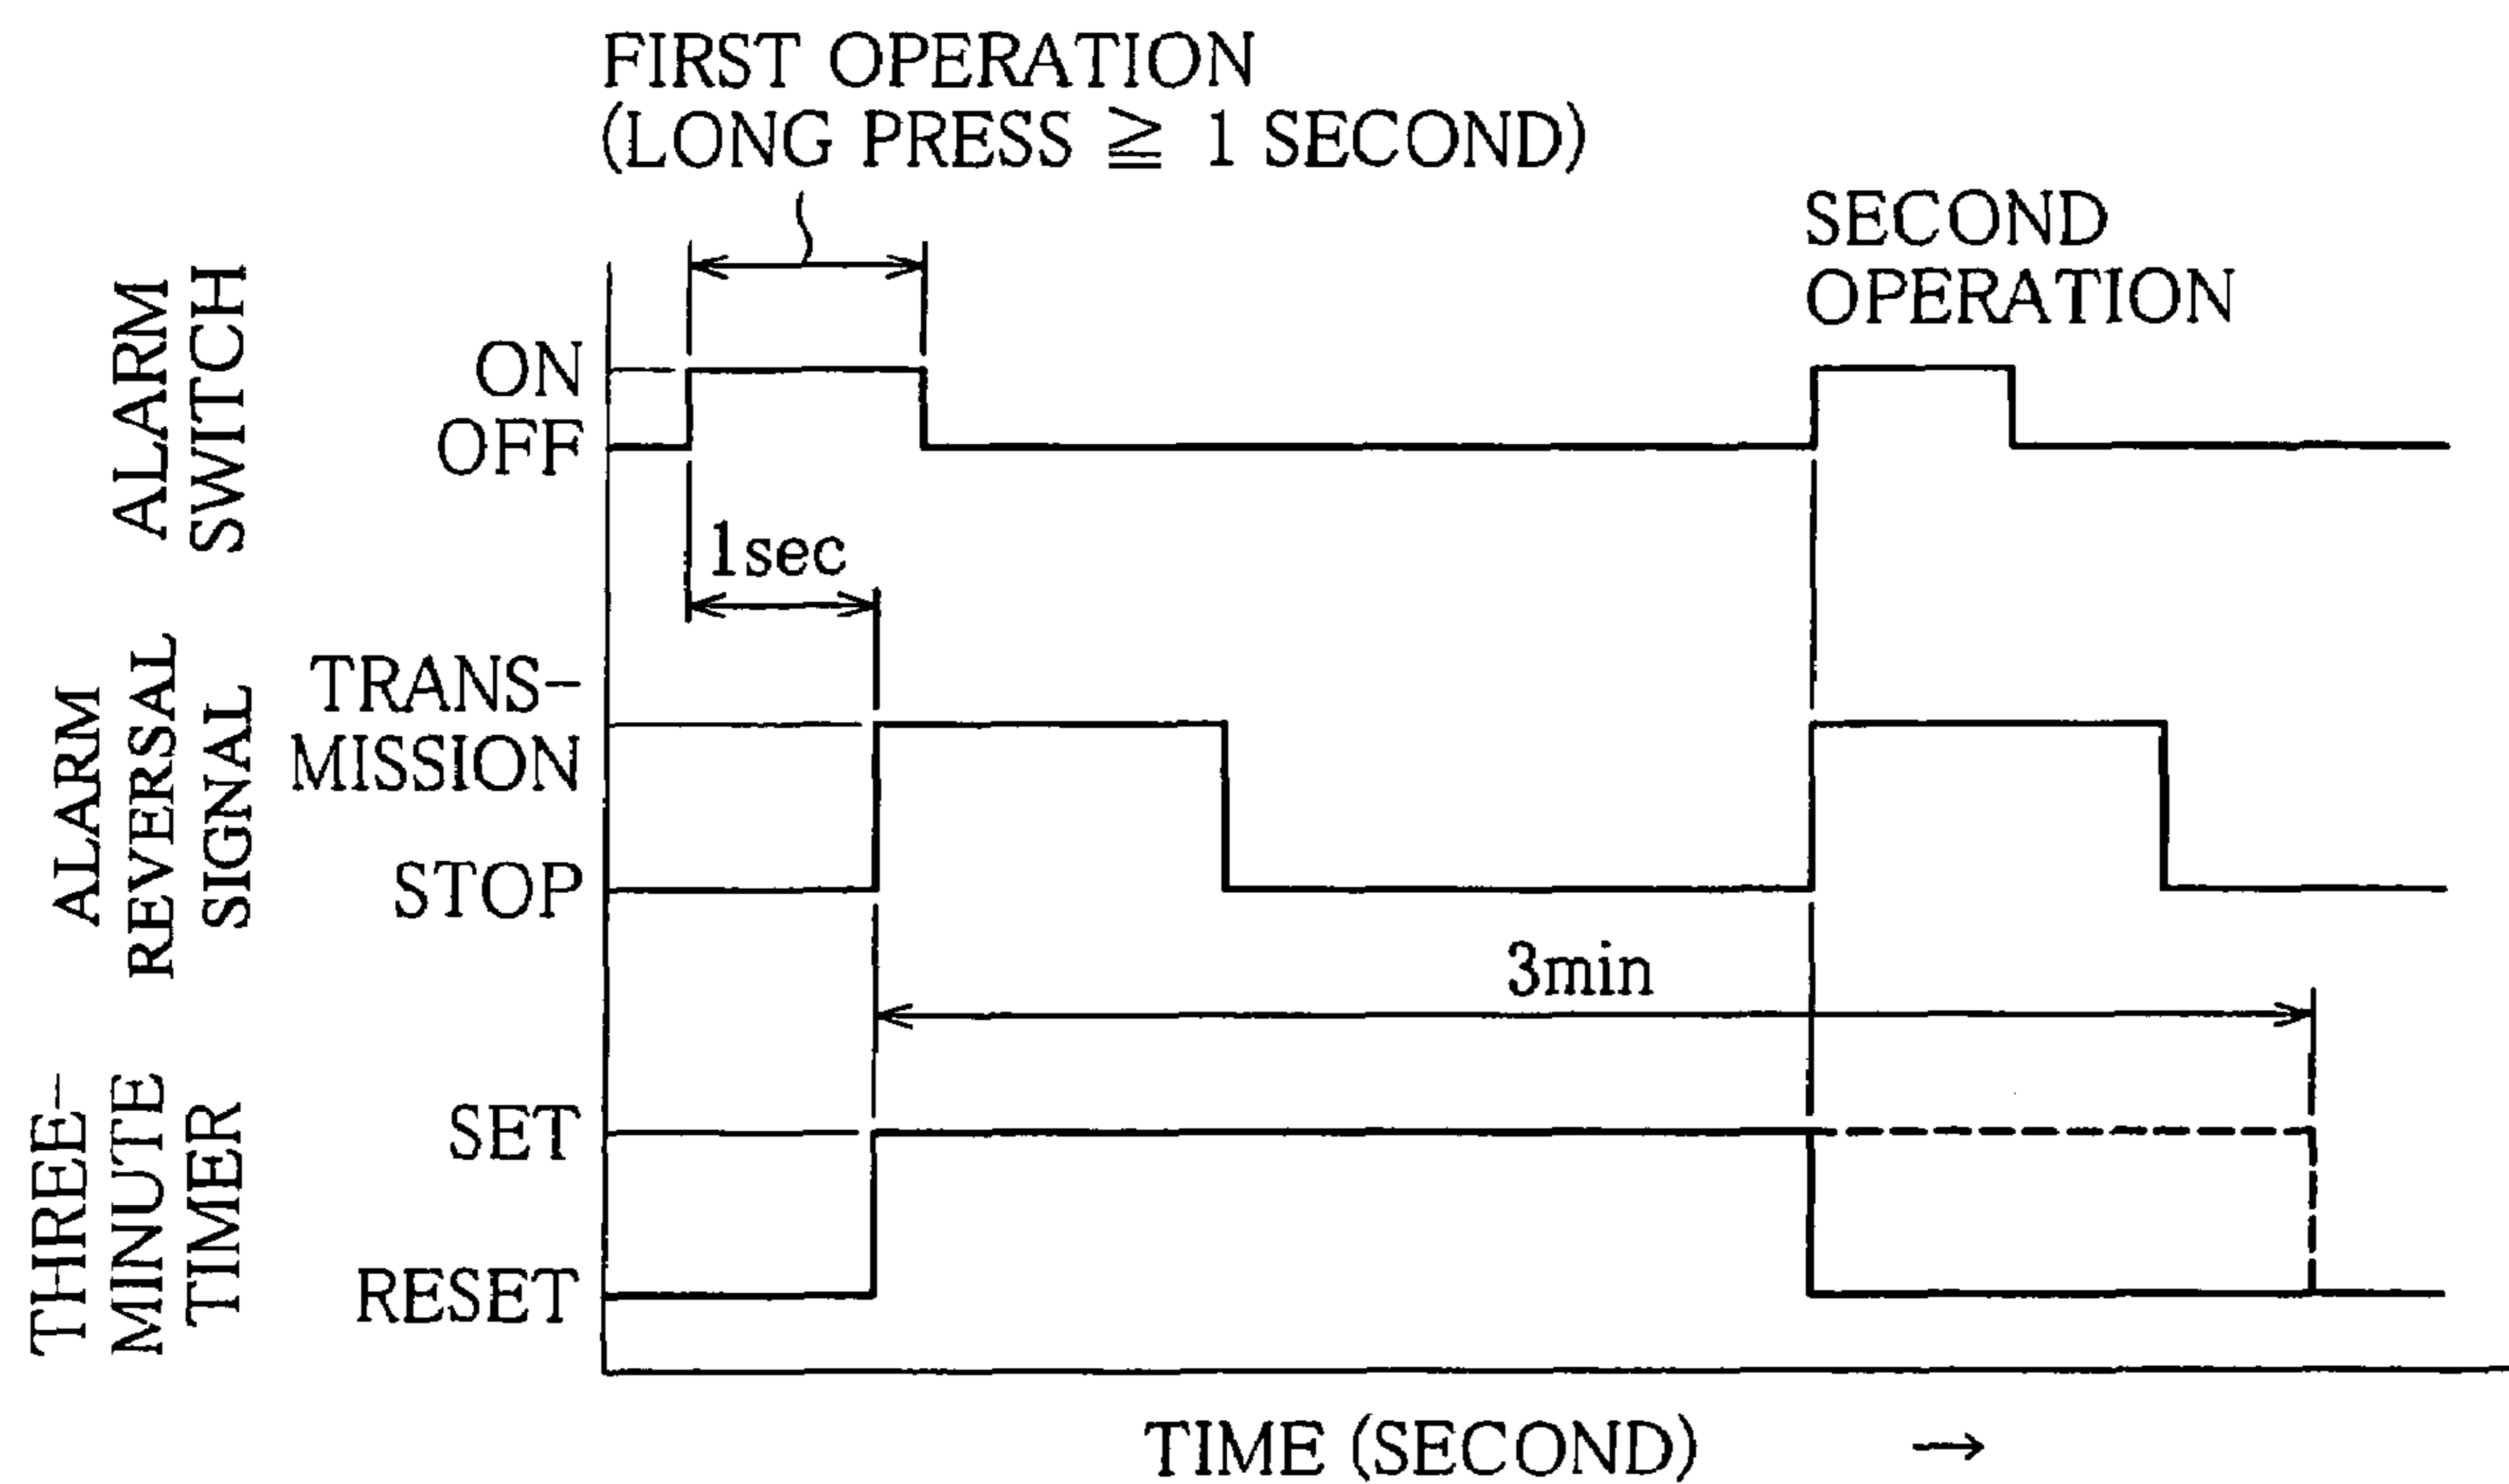 FIRST OPERATION
(LONG PRESS ≧ 1 SECOND)
SECOND
OPERATION
ALARM
SWITCH
ON
OFF
1sec
ALARM
REVERSAL
SIGNAL
TRANS-
MISSION
STOP
3min
THREE-
MINUTE
TIMER
SET
RESET
TIME (SECOND) →